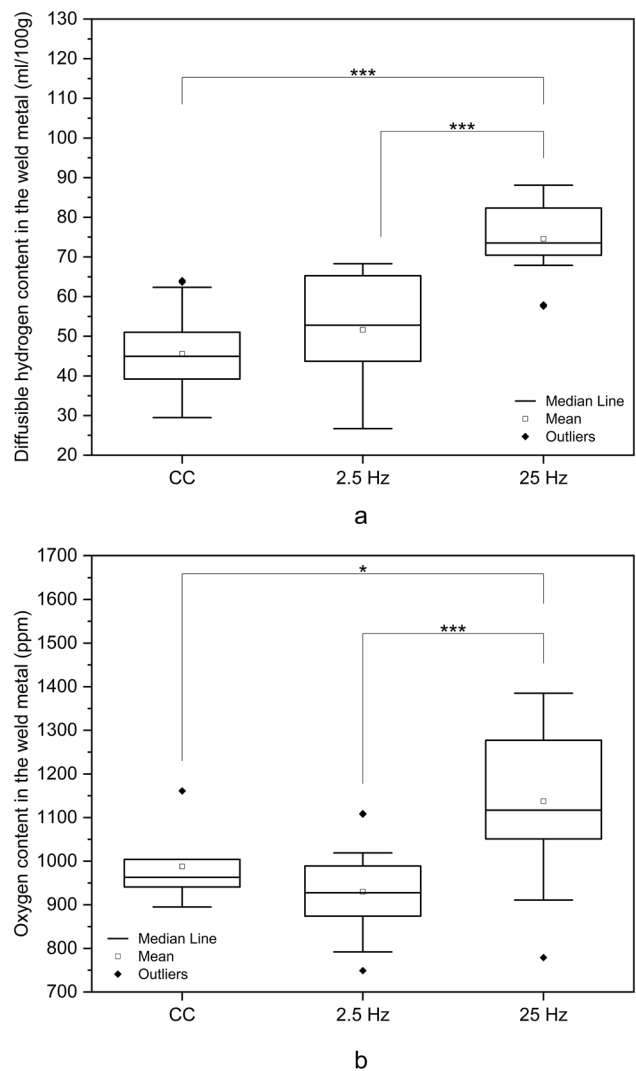 Diffusible hydrogen content in the weld metal (ml/100g)
130
120
110
100
90
80
70
60
50
40
30
20
***
***
Median Line
Mean
Outliers
CC 2.5 Hz 25 Hz
a
Oxygen content in the weld metal (ppm)
1700
1600
1500
1400
1300
1200
1100
1000
900
800
700
*
***
Median Line
Mean
Outliers
CC 2.5 Hz 25 Hz
b